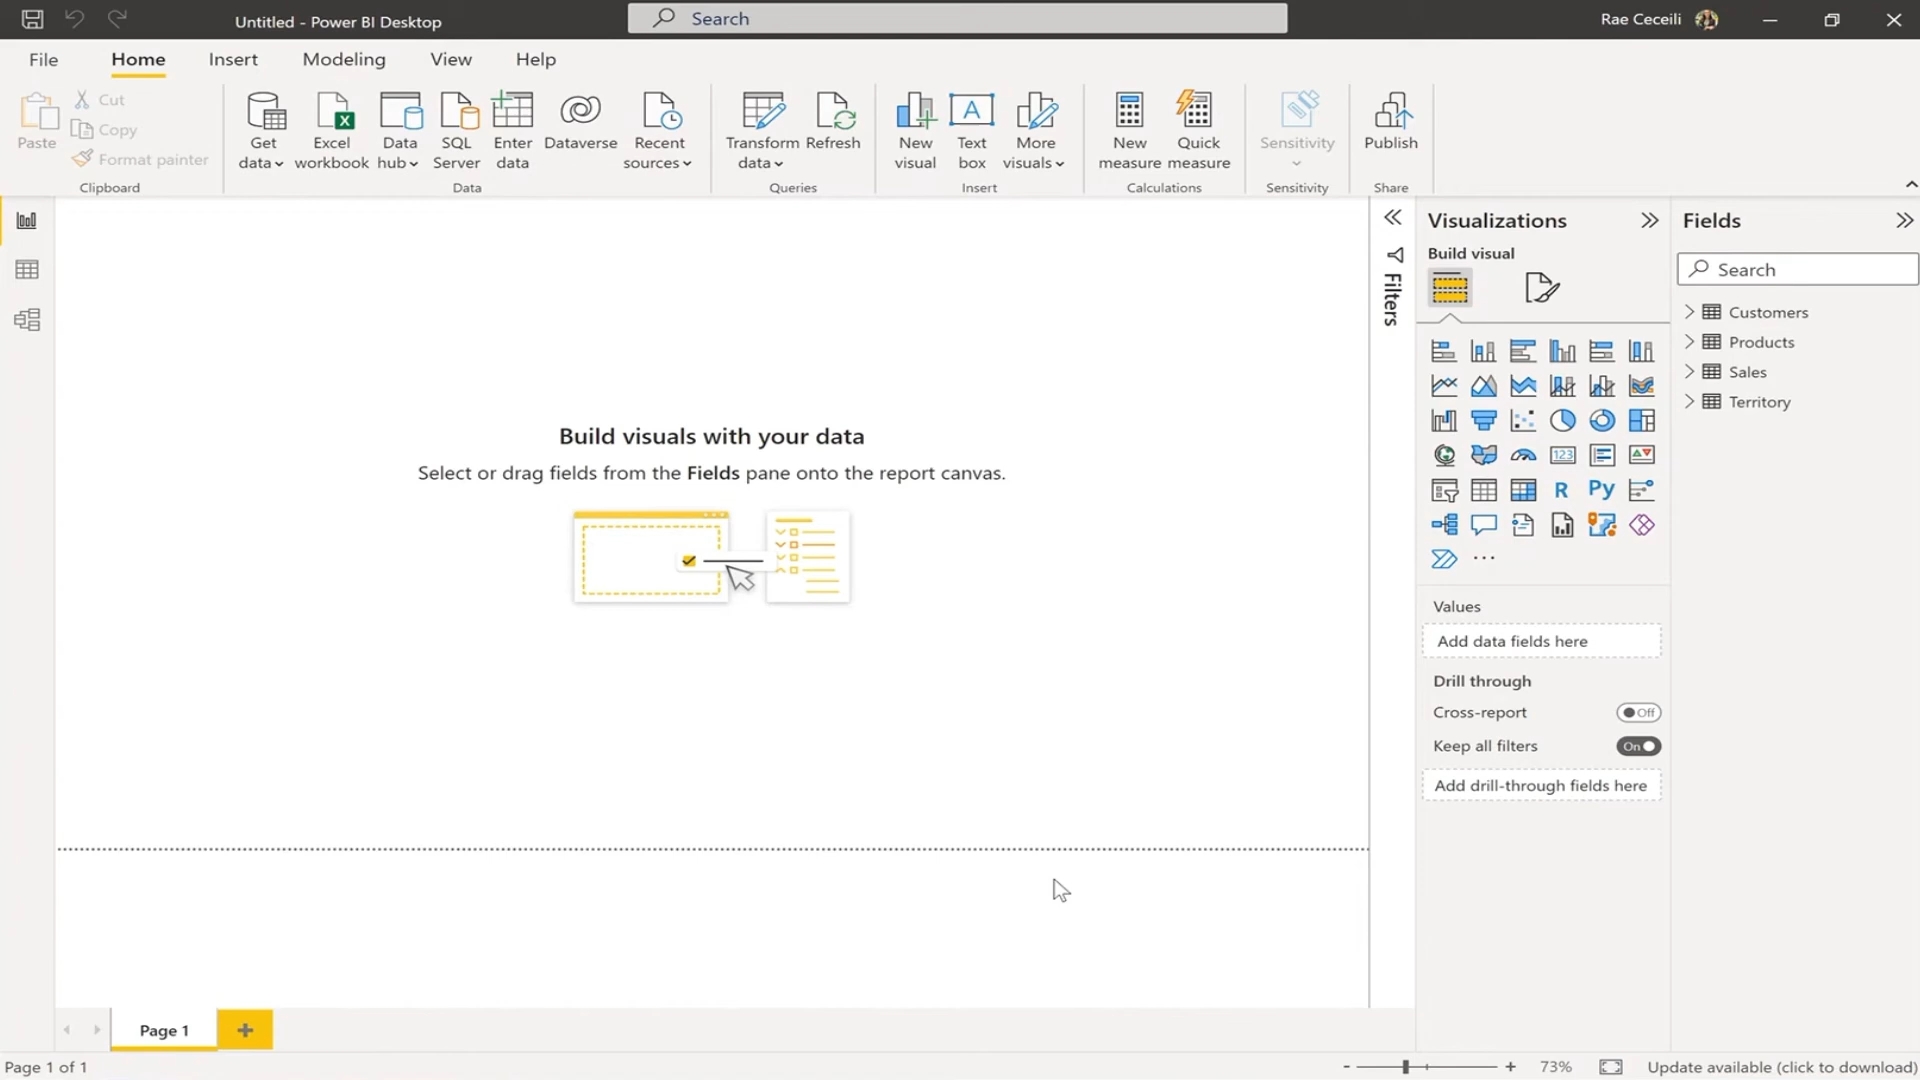 Untitled - Power BI Desktop
Search
Rae Ceceili
File
Home
Insert
Modeling
View
Help
Paste
Cut
Copy
Format painter
Clipboard
Get data
Excel workbook
Data hub
SQL Server
Enter data
Dataverse
Recent sources
Data
Transform data
Refresh
Queries
New visual
Text box
More visuals
Insert
New measure
Quick measure
Calculations
Sensitivity
Sensitivity
Publish
Share
Build visuals with your data
Select or drag fields from the Fields pane onto the report canvas.
Filters
Visualizations
Build visual
123
R
Py
Values
Add data fields here
Drill through
Cross-report
Off
Keep all filters
On
Add drill-through fields here
Fields
Search
Customers
Products
Sales
Territory
Page 1
Page 1 of 1
73%
Update available (click to download)